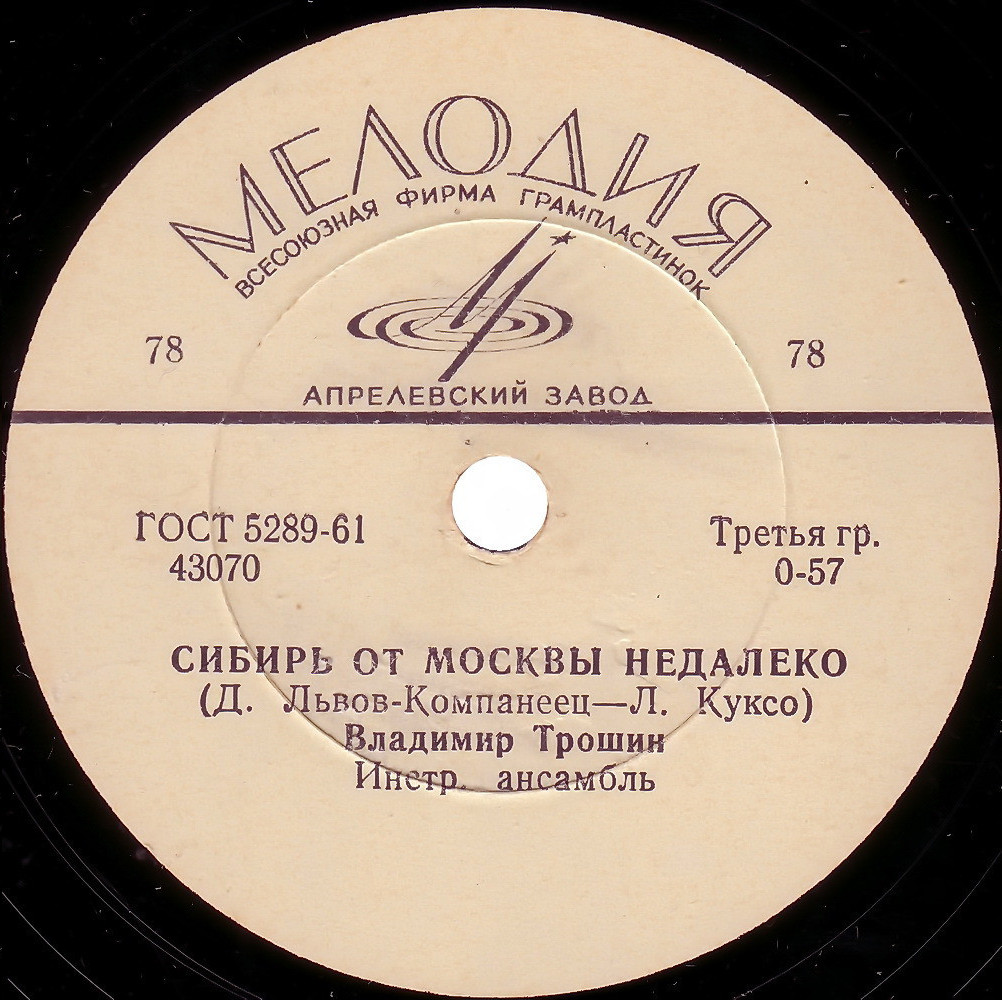 МЕЛОДИЯ
ВСЕСОЮЗНАЯ ФИРМА ГРАМПЛАСТИНОК
78
78
АПРЕЛЕВСКИЙ ЗАВОД
ГОСТ 5289-61
Третья гр.
43070
0-57
СИБИРЬ ОТ МОСКВЫ НЕДАЛЕКО
(Д. Львов-Компанеец—Л. Куксо)
Владимир Трошин
Инстр. ансамбль